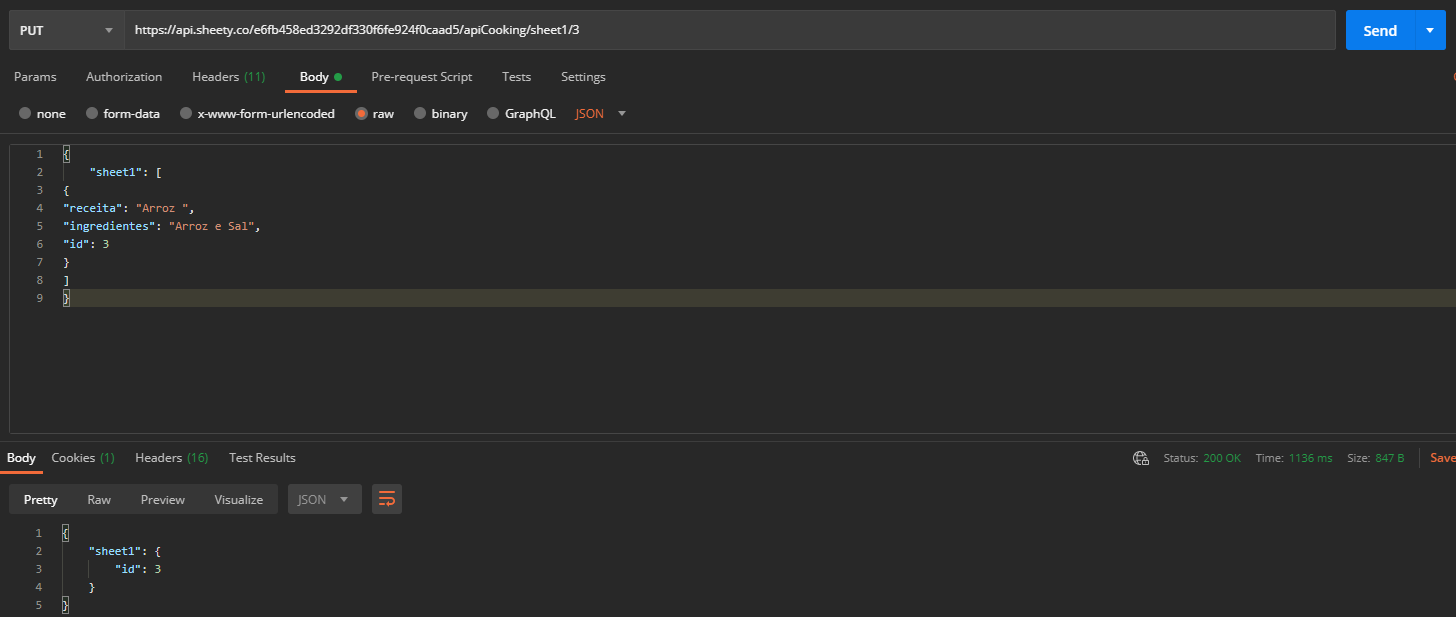 PUT https://api.sheety.co/e6fb458ed3292df330f6fe924f0caad5/apiCooking/sheet1/3 Send
Params Authorization Headers (11) Body Pre-request Script Tests Settings
none form-data x-www-form-urlencoded raw binary GraphQL JSON
1 {
2 "sheet1": [
3 {
4 "receita": "Arroz ",
5 "ingredientes": "Arroz e Sal",
6 "id": 3
7 }
8 ]
9 }
Body Cookies (1) Headers (16) Test Results Status: 200 OK Time: 1136 ms Size: 847 B Save
Pretty Raw Preview Visualize JSON
1 {
2 "sheet1": {
3 "id": 3
4 }
5 }